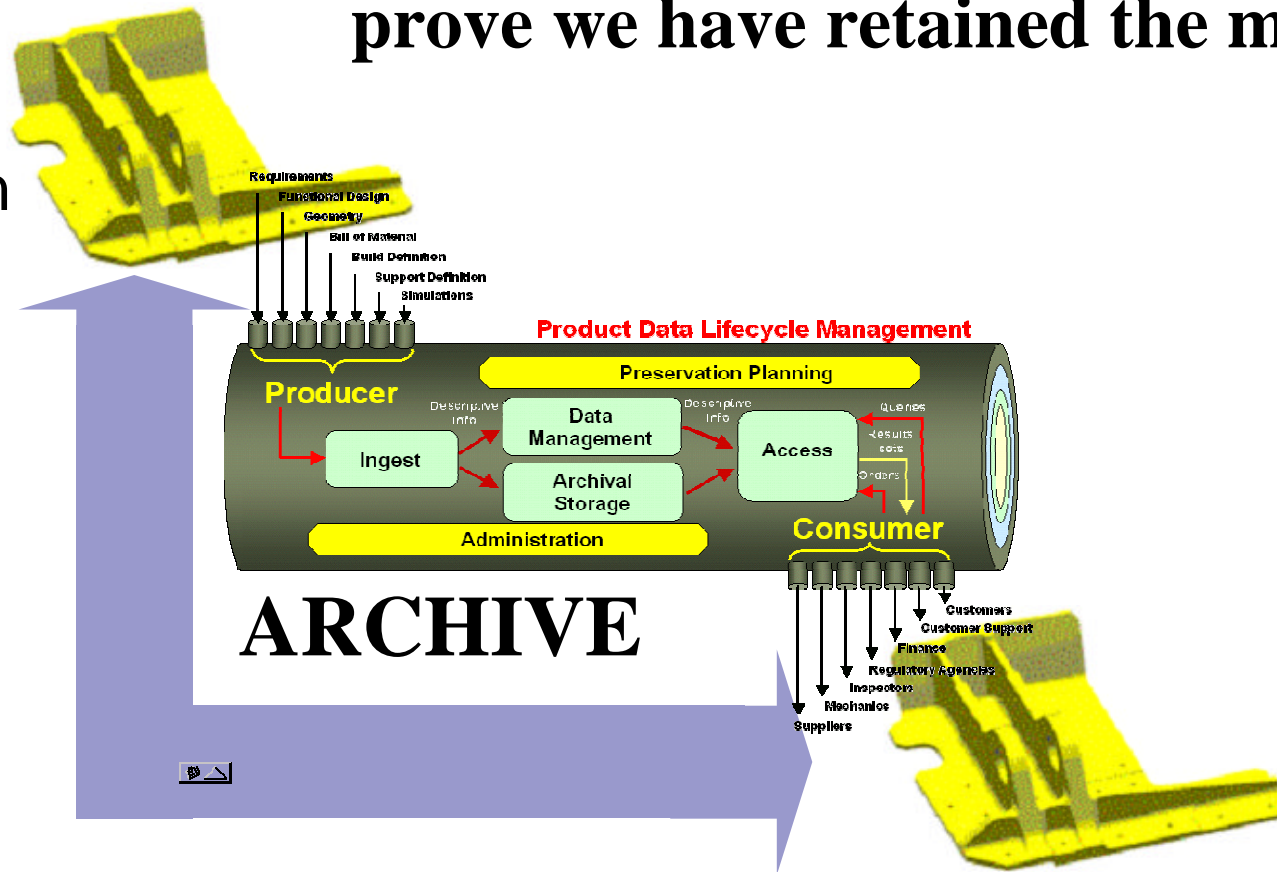 prove we have retained the m
n
Requirements
Functional Design
Geometry
Bill of Material
Build Definition
Support Definition
Simulations
Product Data Lifecycle Management
Preservation Planning
Producer
Descriptive
Info
Data
Management
Descriptive
Info
Queries
Results
sets
Access
Ingest
Orders
Archival
Storage
Consumer
Administration
ARCHIVE
Customers
Customer Support
Finance
Regulatory Agencies
Inspectors
Mechanics
Suppliers